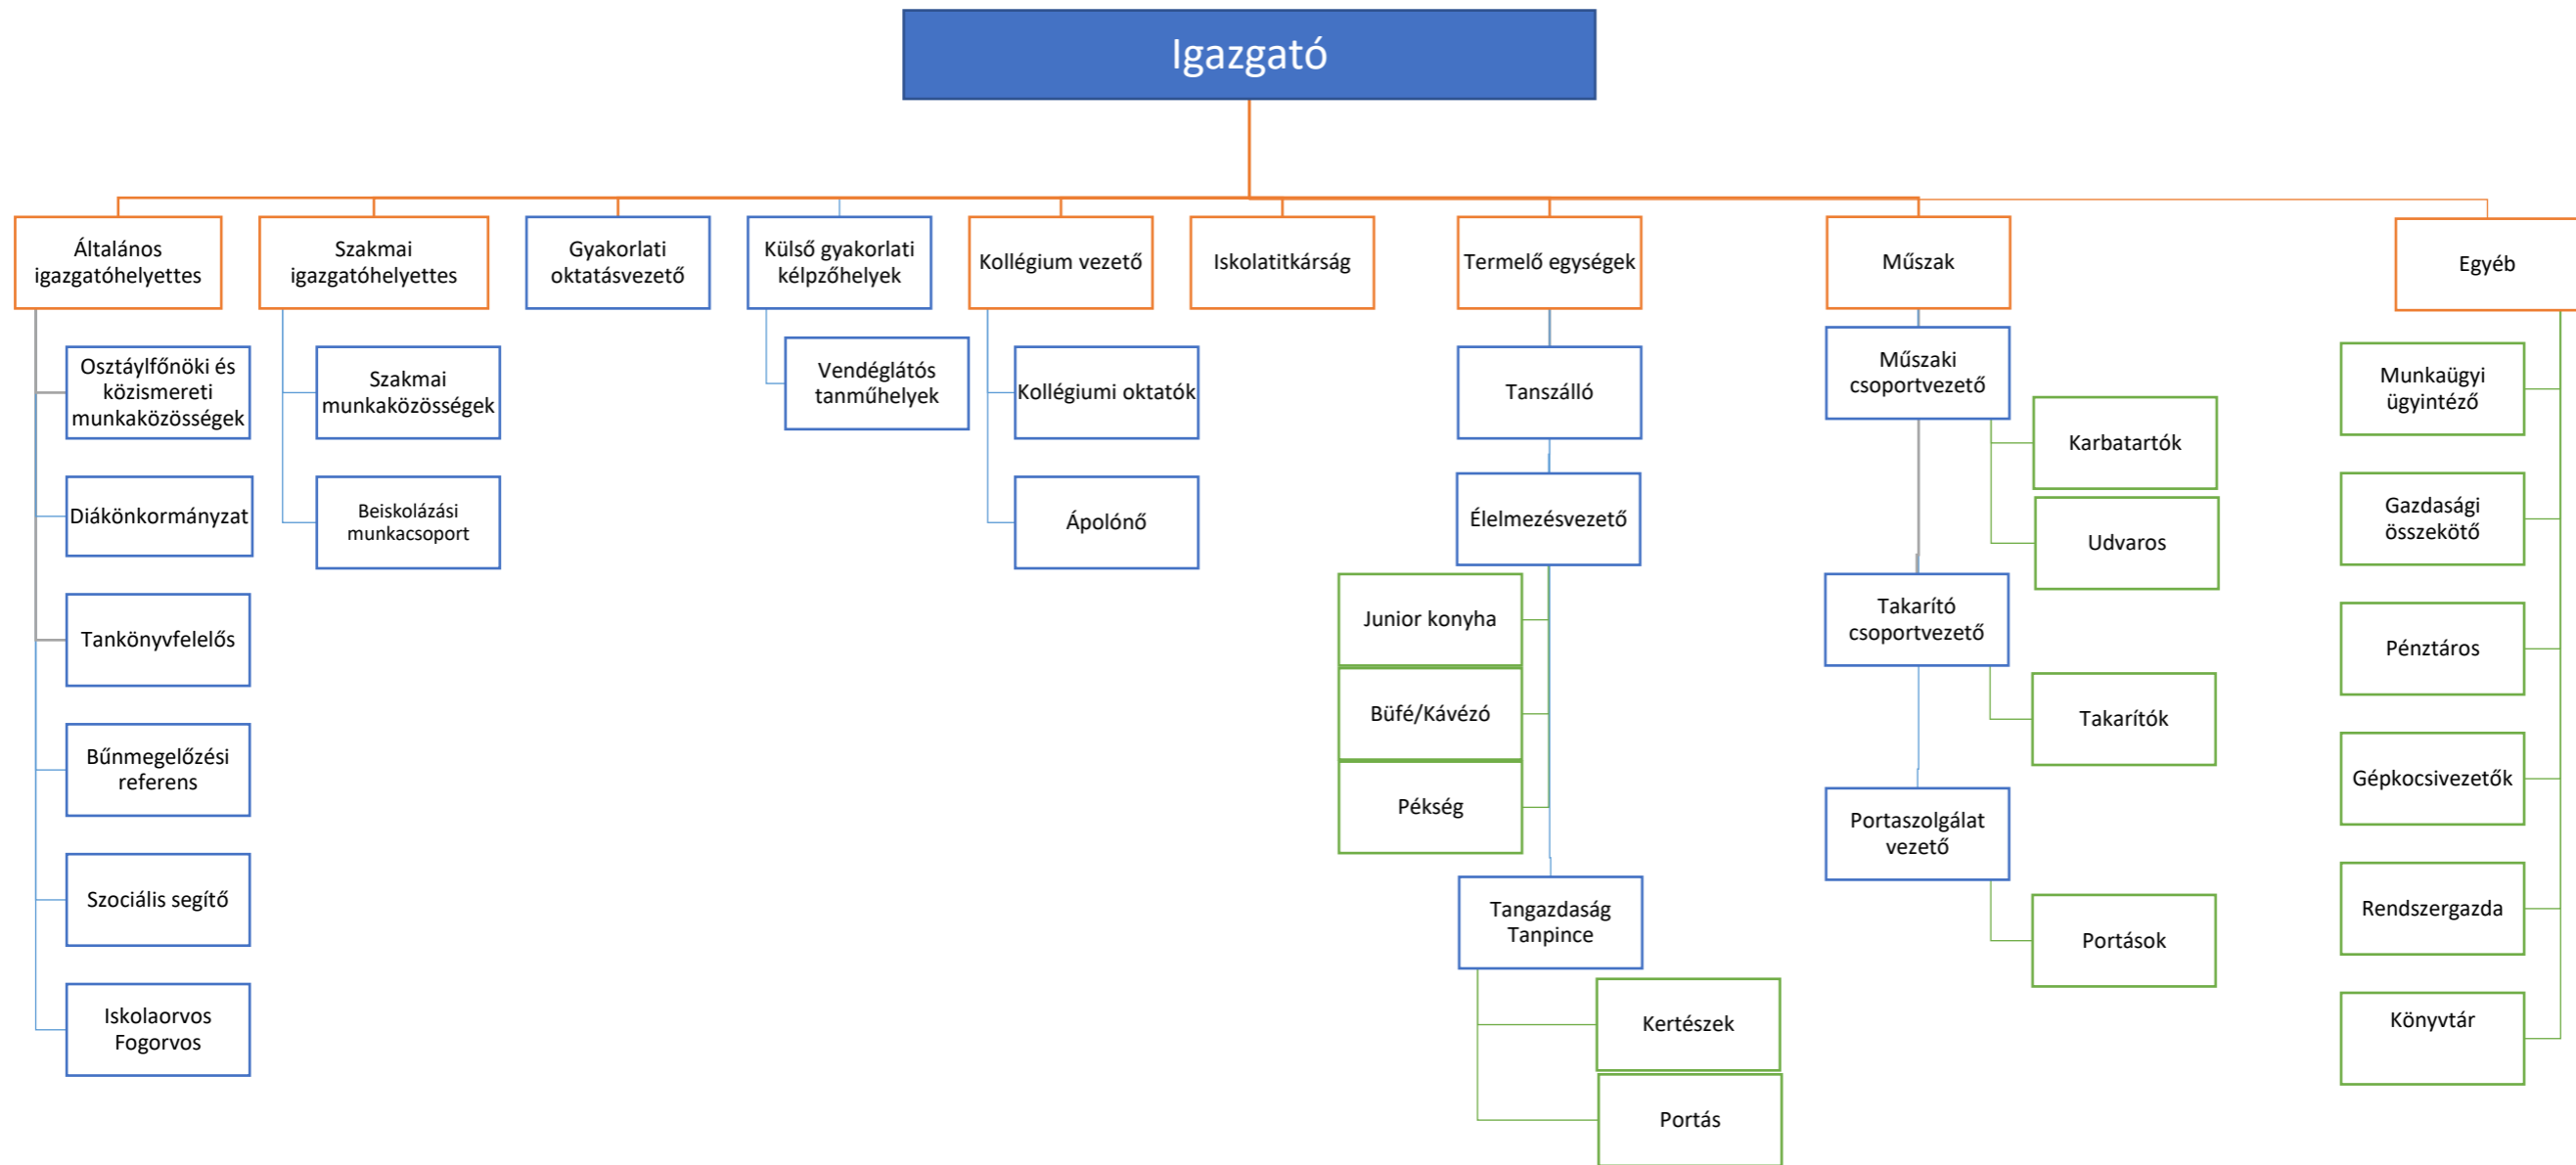 Igazgató
Általános
igazgatóhelyettes
Szakmai
igazgatóhelyettes
Gyakorlati
oktatásvezető
Külső gyakorlati
kélpzőhelyek
Kollégium vezető
Iskolatitkárság
Termelő egységek
Műszak
Egyéb
Osztáylfőnöki és
közismereti
munkaközösségek
Diákönkormányzat
Tankönyvfelelős
Bűnmegelőzési
referens
Szociális segítő
Iskolaorvos
Fogorvos
Szakmai
munkaközösségek
Beiskolázási
munkacsoport
Vendéglátós
tanműhelyek
Kollégiumi oktatók
Ápolónő
Tanszálló
Élelmezésvezető
Junior konyha
Büfé/Kávézó
Pékség
Tangazdaság
Tanpince
Kertészek
Portás
Műszaki
csoportvezető
Karbatartók
Udvaros
Takarító
csoportvezető
Takarítók
Portaszolgálat
vezető
Portások
Munkaügyi
ügyintéző
Gazdasági
összekötő
Pénztáros
Gépkocsivezetők
Rendszergazda
Könyvtár